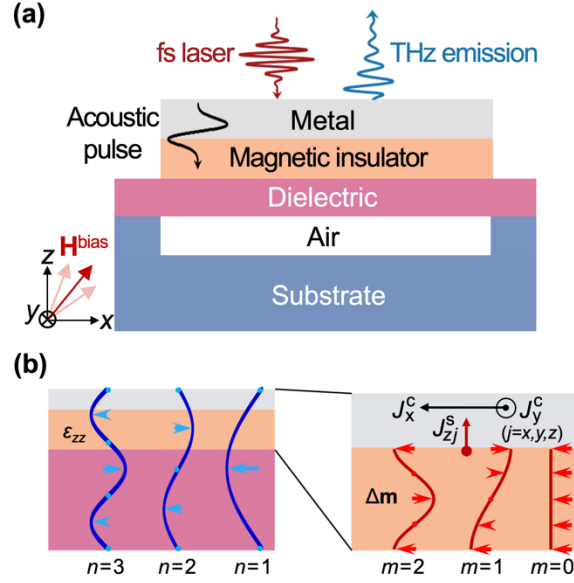 (a)
fs laser
THz emission
Acoustic
pulse
Metal
Magnetic insulator
Dielectric
Air
Substrate
H^bias
z
y
x
(b)
ε_zz
n=3
n=2
n=1
J_x^c
J_y^c
J_zj^s
(j=x,y,z)
Δm
m=2
m=1
m=0